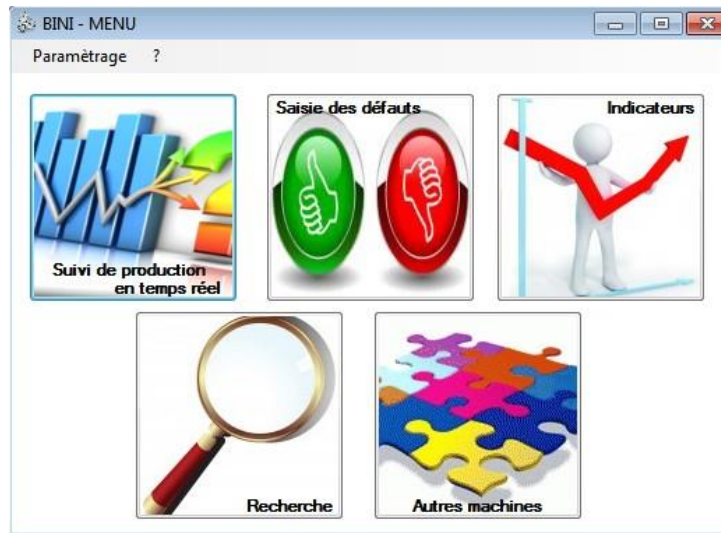 BINI - MENU
Paramètrage ?
Saisie des défauts
Indicateurs
Suivi de production
en temps réel
Recherche
Autres machines